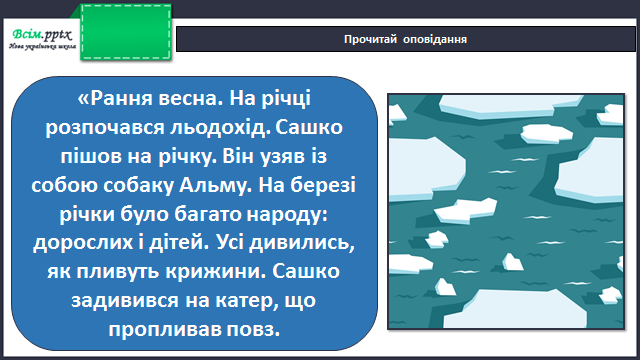 Всім.pptx
Нова українська школа
Прочитай оповідання
«Рання весна. На річці
розпочався льодохід. Сашко
пішов на річку. Він узяв із
собою собаку Альму. На березі
річки було багато народу:
дорослих і дітей. Усі дивились,
як пливуть крижини. Сашко
задивився на катер, що
пропливав повз.